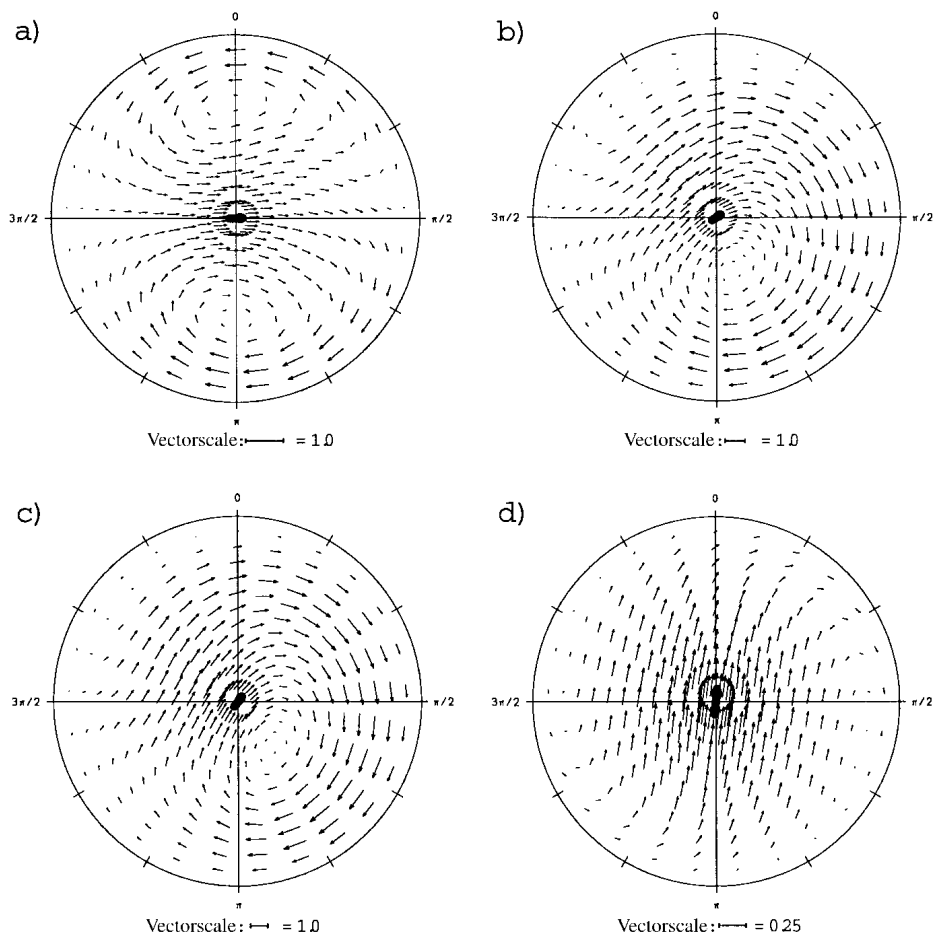 a)
0
3π/2
π/2
π
Vectorscale: = 1.0
b)
0
3π/2
π/2
π
Vectorscale: = 1.0
c)
0
3π/2
π/2
π
Vectorscale: = 1.0
d)
0
3π/2
π/2
π
Vectorscale: = 0.25